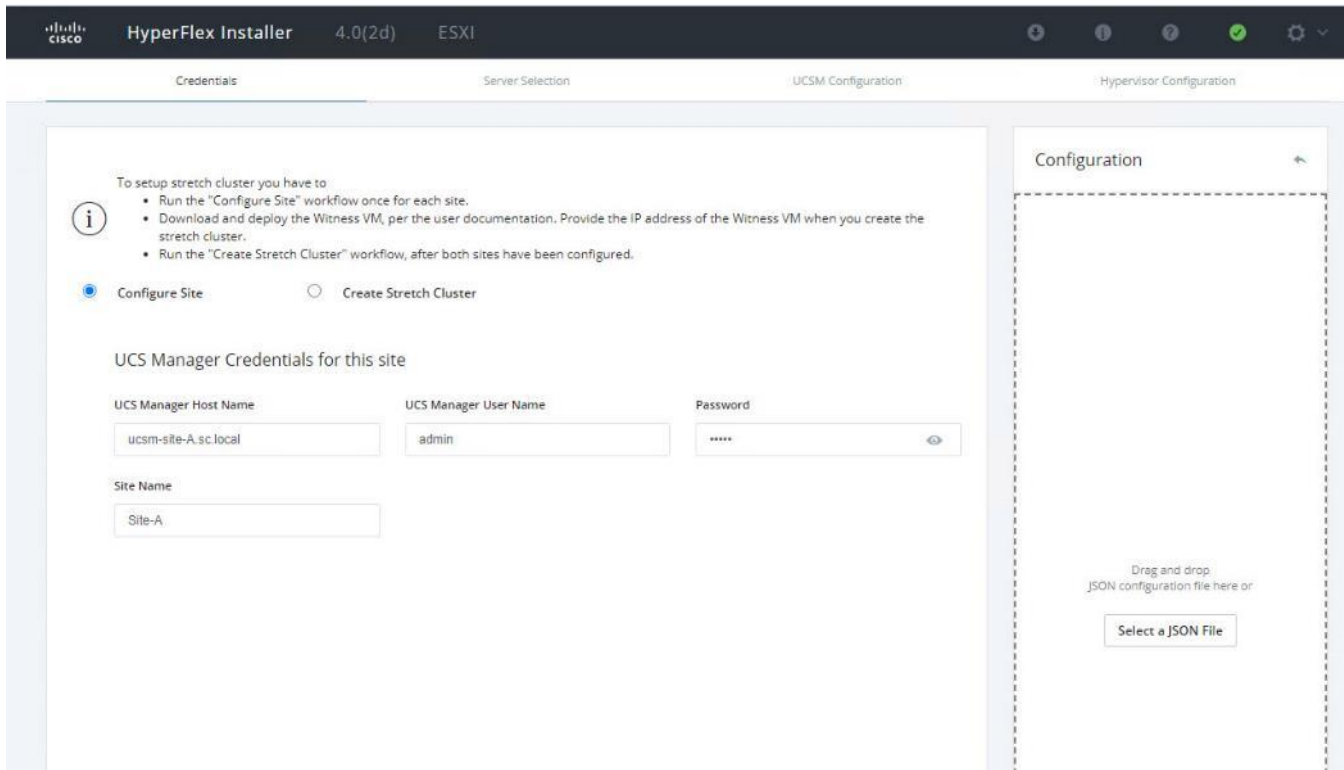 cisco HyperFlex Installer 4.0(2d) ESXI
Credentials Server Selection UCSM Configuration Hypervisor Configuration
To setup stretch cluster you have to
• Run the "Configure Site" workflow once for each site.
• Download and deploy the Witness VM, per the user documentation. Provide the IP address of the Witness VM when you create the
stretch cluster.
• Run the "Create Stretch Cluster" workflow, after both sites have been configured.
Configure Site Create Stretch Cluster
UCS Manager Credentials for this site
UCS Manager Host Name UCS Manager User Name Password
ucsm-site-A.sc.local admin •••••
Site Name
Site-A
Configuration
Drag and drop
JSON configuration file here or
Select a JSON File